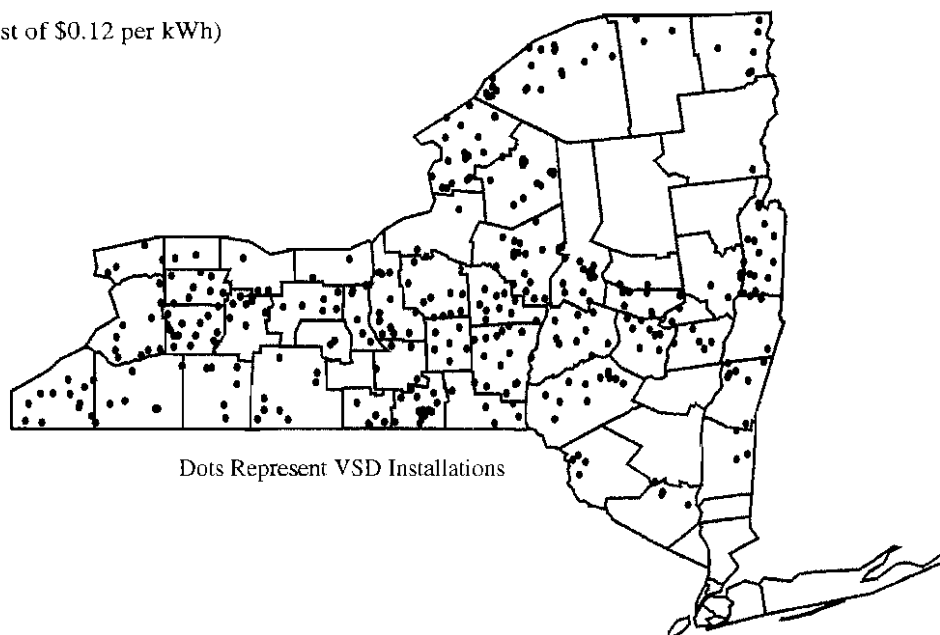 st of $0.12 per kWh)
Dots Represent VSD Installations